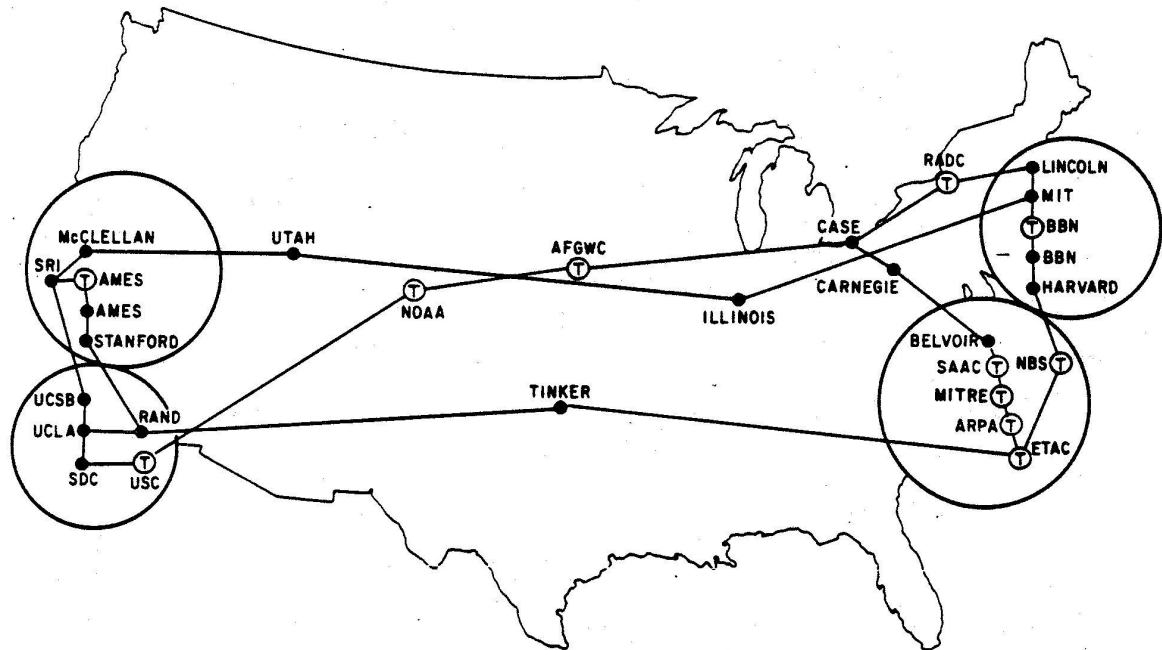 RADC
LINCOLN
MIT
T
T
BBN
CASE
McCLELLAN
UTAH
AFGWC
BBN
SRI
T
AMES
T
CARNEGIE
T
NOAA
HARVARD
AMES
ILLINOIS
STANFORD
BELVOIR
SAAC
T
NBS
T
TINKER
UCSB
MITRE
T
RAND
UCLA
ARPA
T
ETAC
T
SDC
T
USC